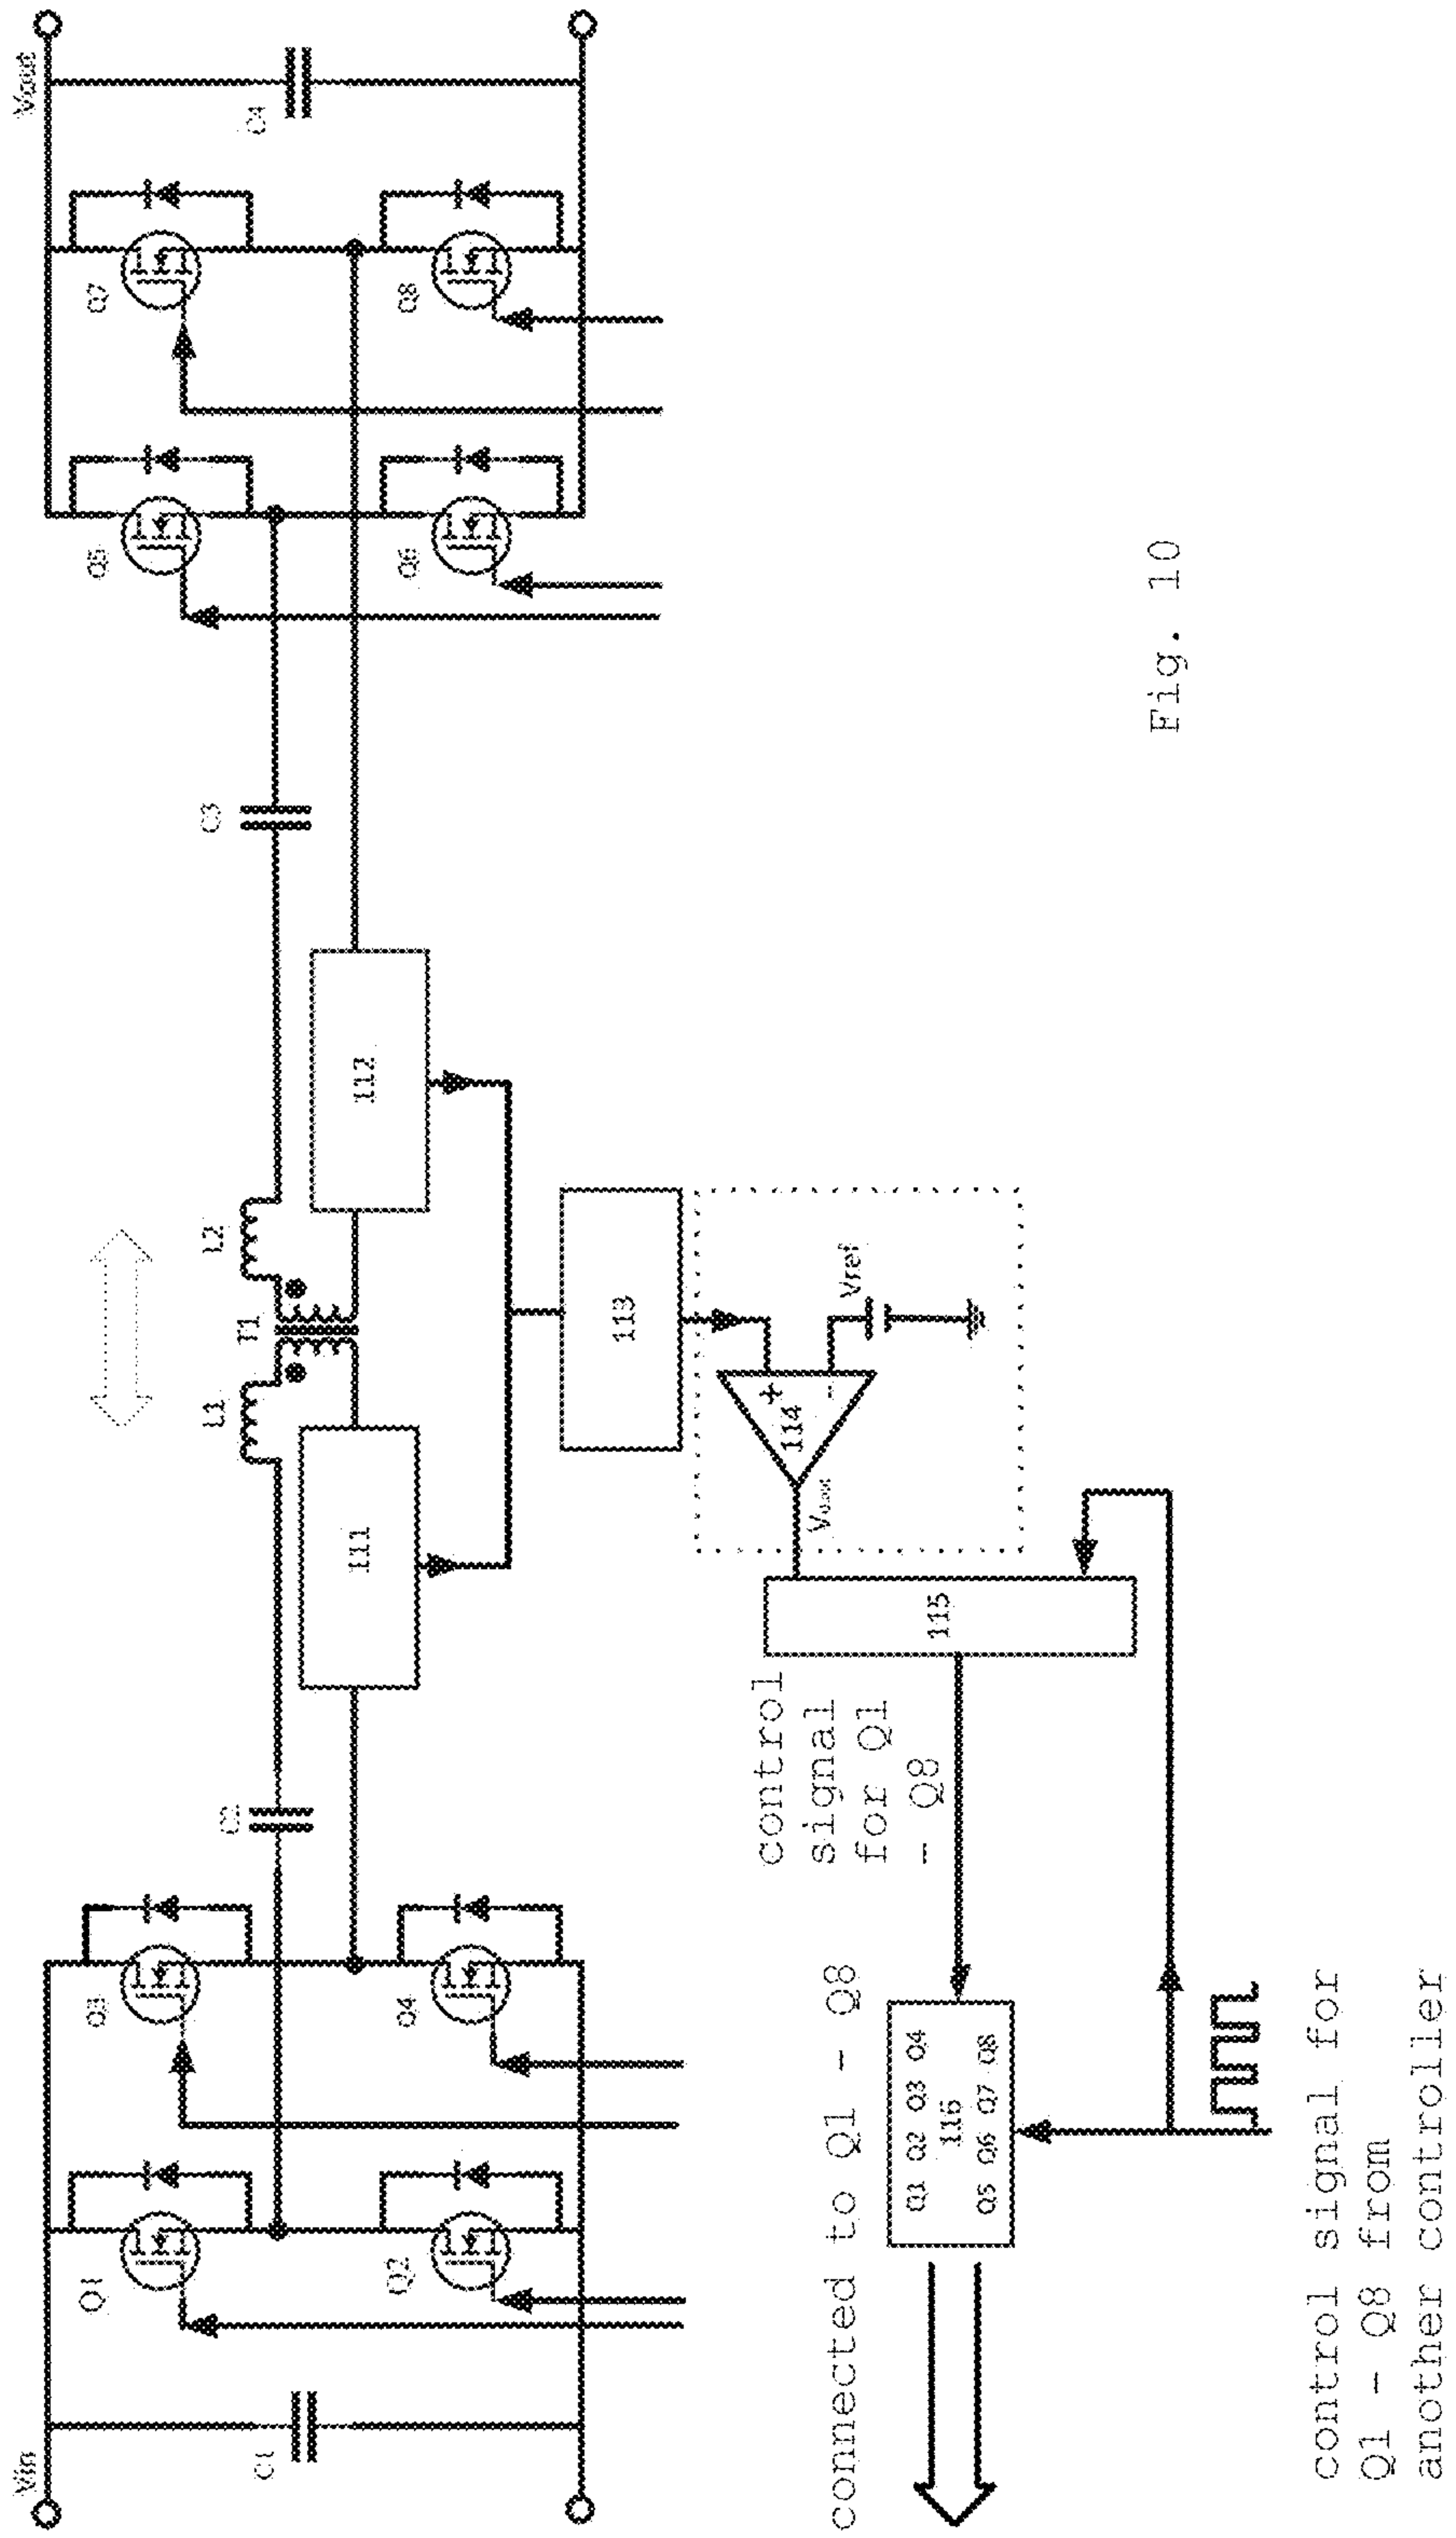 Vin
Vout
C1
Q1
Q2
Q3
Q4
C2
L1
T1
L2
C3
Q5
Q6
Q7
Q8
C4
111
112
113
114
+
-
Vref
Vout
115
control
signal
for Q1
- Q8
connected to Q1 - Q8
Q1 Q2 Q3 Q4
116
Q5 Q6 Q7 Q8
control signal for
Q1 - Q8 from
another controller
Fig. 10